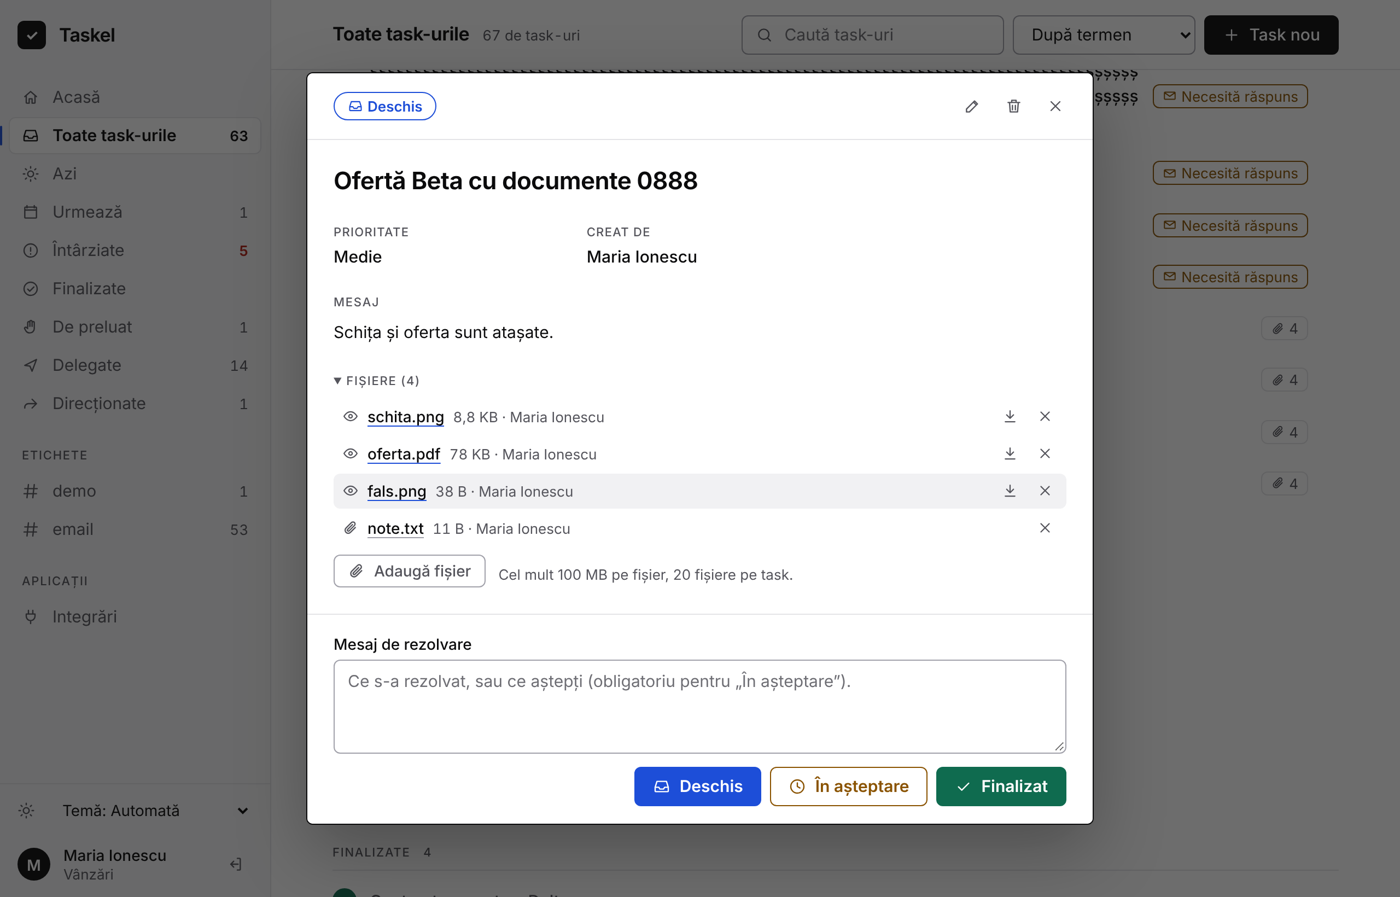 Taskel
Toate task-urile 67 de task-uri
Caută task-uri
După termen
Task nou
Acasă
Toate task-urile 63
Azi
Urmează 1
Întârziate 5
Finalizate
De preluat 1
Delegate 14
Direcționate 1
ETICHETE
demo 1
email 53
APLICAȚII
Integrări
Temă: Automată
M
Maria Ionescu
Vânzări
Necesită răspuns
Necesită răspuns
Necesită răspuns
Necesită răspuns
4
4
4
4
Deschis
Ofertă Beta cu documente 0888
PRIORITATE
Medie
CREAT DE
Maria Ionescu
MESAJ
Schița și oferta sunt atașate.
FIȘIERE (4)
schita.png 8,8 KB · Maria Ionescu
oferta.pdf 78 KB · Maria Ionescu
fals.png 38 B · Maria Ionescu
note.txt 11 B · Maria Ionescu
Adaugă fișier
Cel mult 100 MB pe fișier, 20 fișiere pe task.
Mesaj de rezolvare
Ce s-a rezolvat, sau ce aștepți (obligatoriu pentru „În așteptare”).
Deschis
În așteptare
Finalizat
FINALIZATE 4